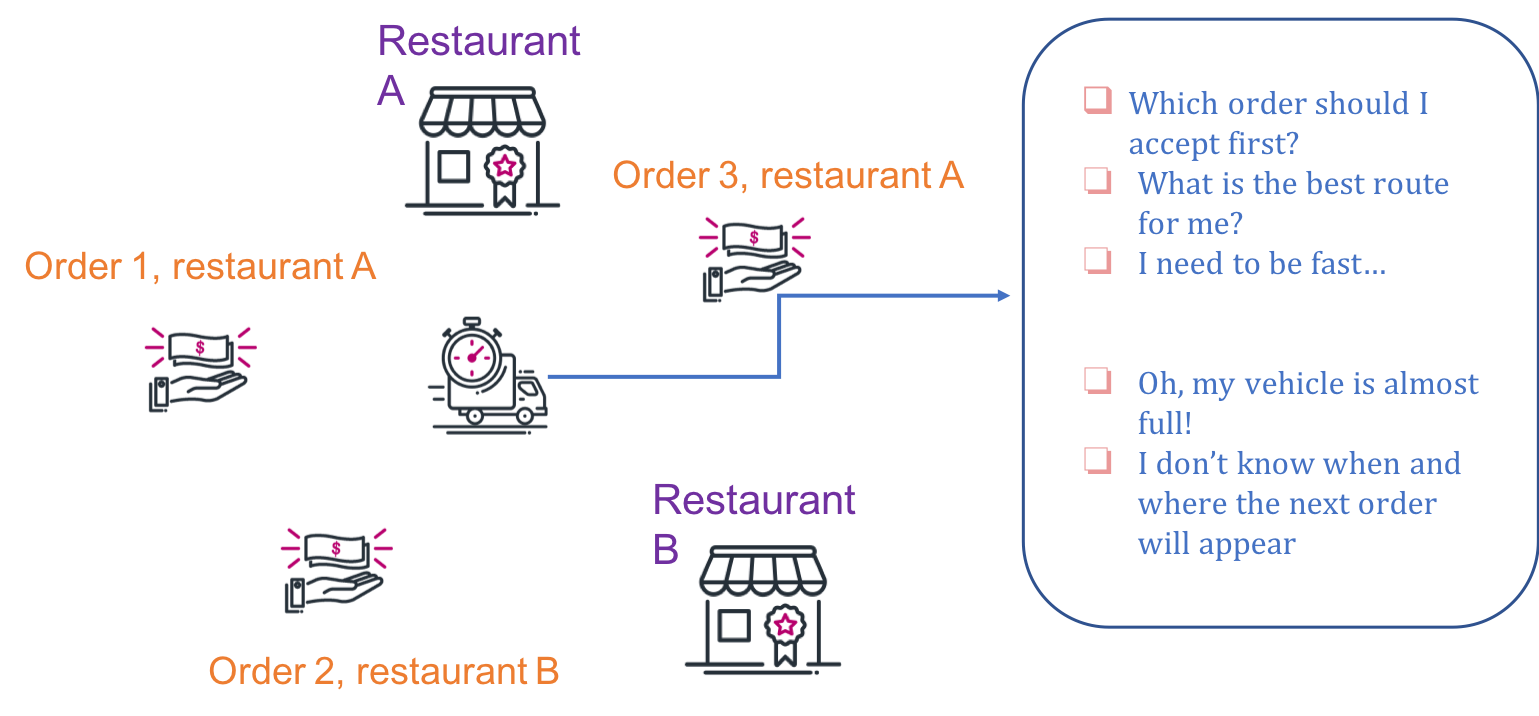 Restaurant
A
Order 3, restaurant A
Order 1, restaurant A
$
$
$
Restaurant
B
Order 2, restaurant B
Which order should I
accept first?
What is the best route
for me?
I need to be fast…
Oh, my vehicle is almost
full!
I don’t know when and
where the next order
will appear